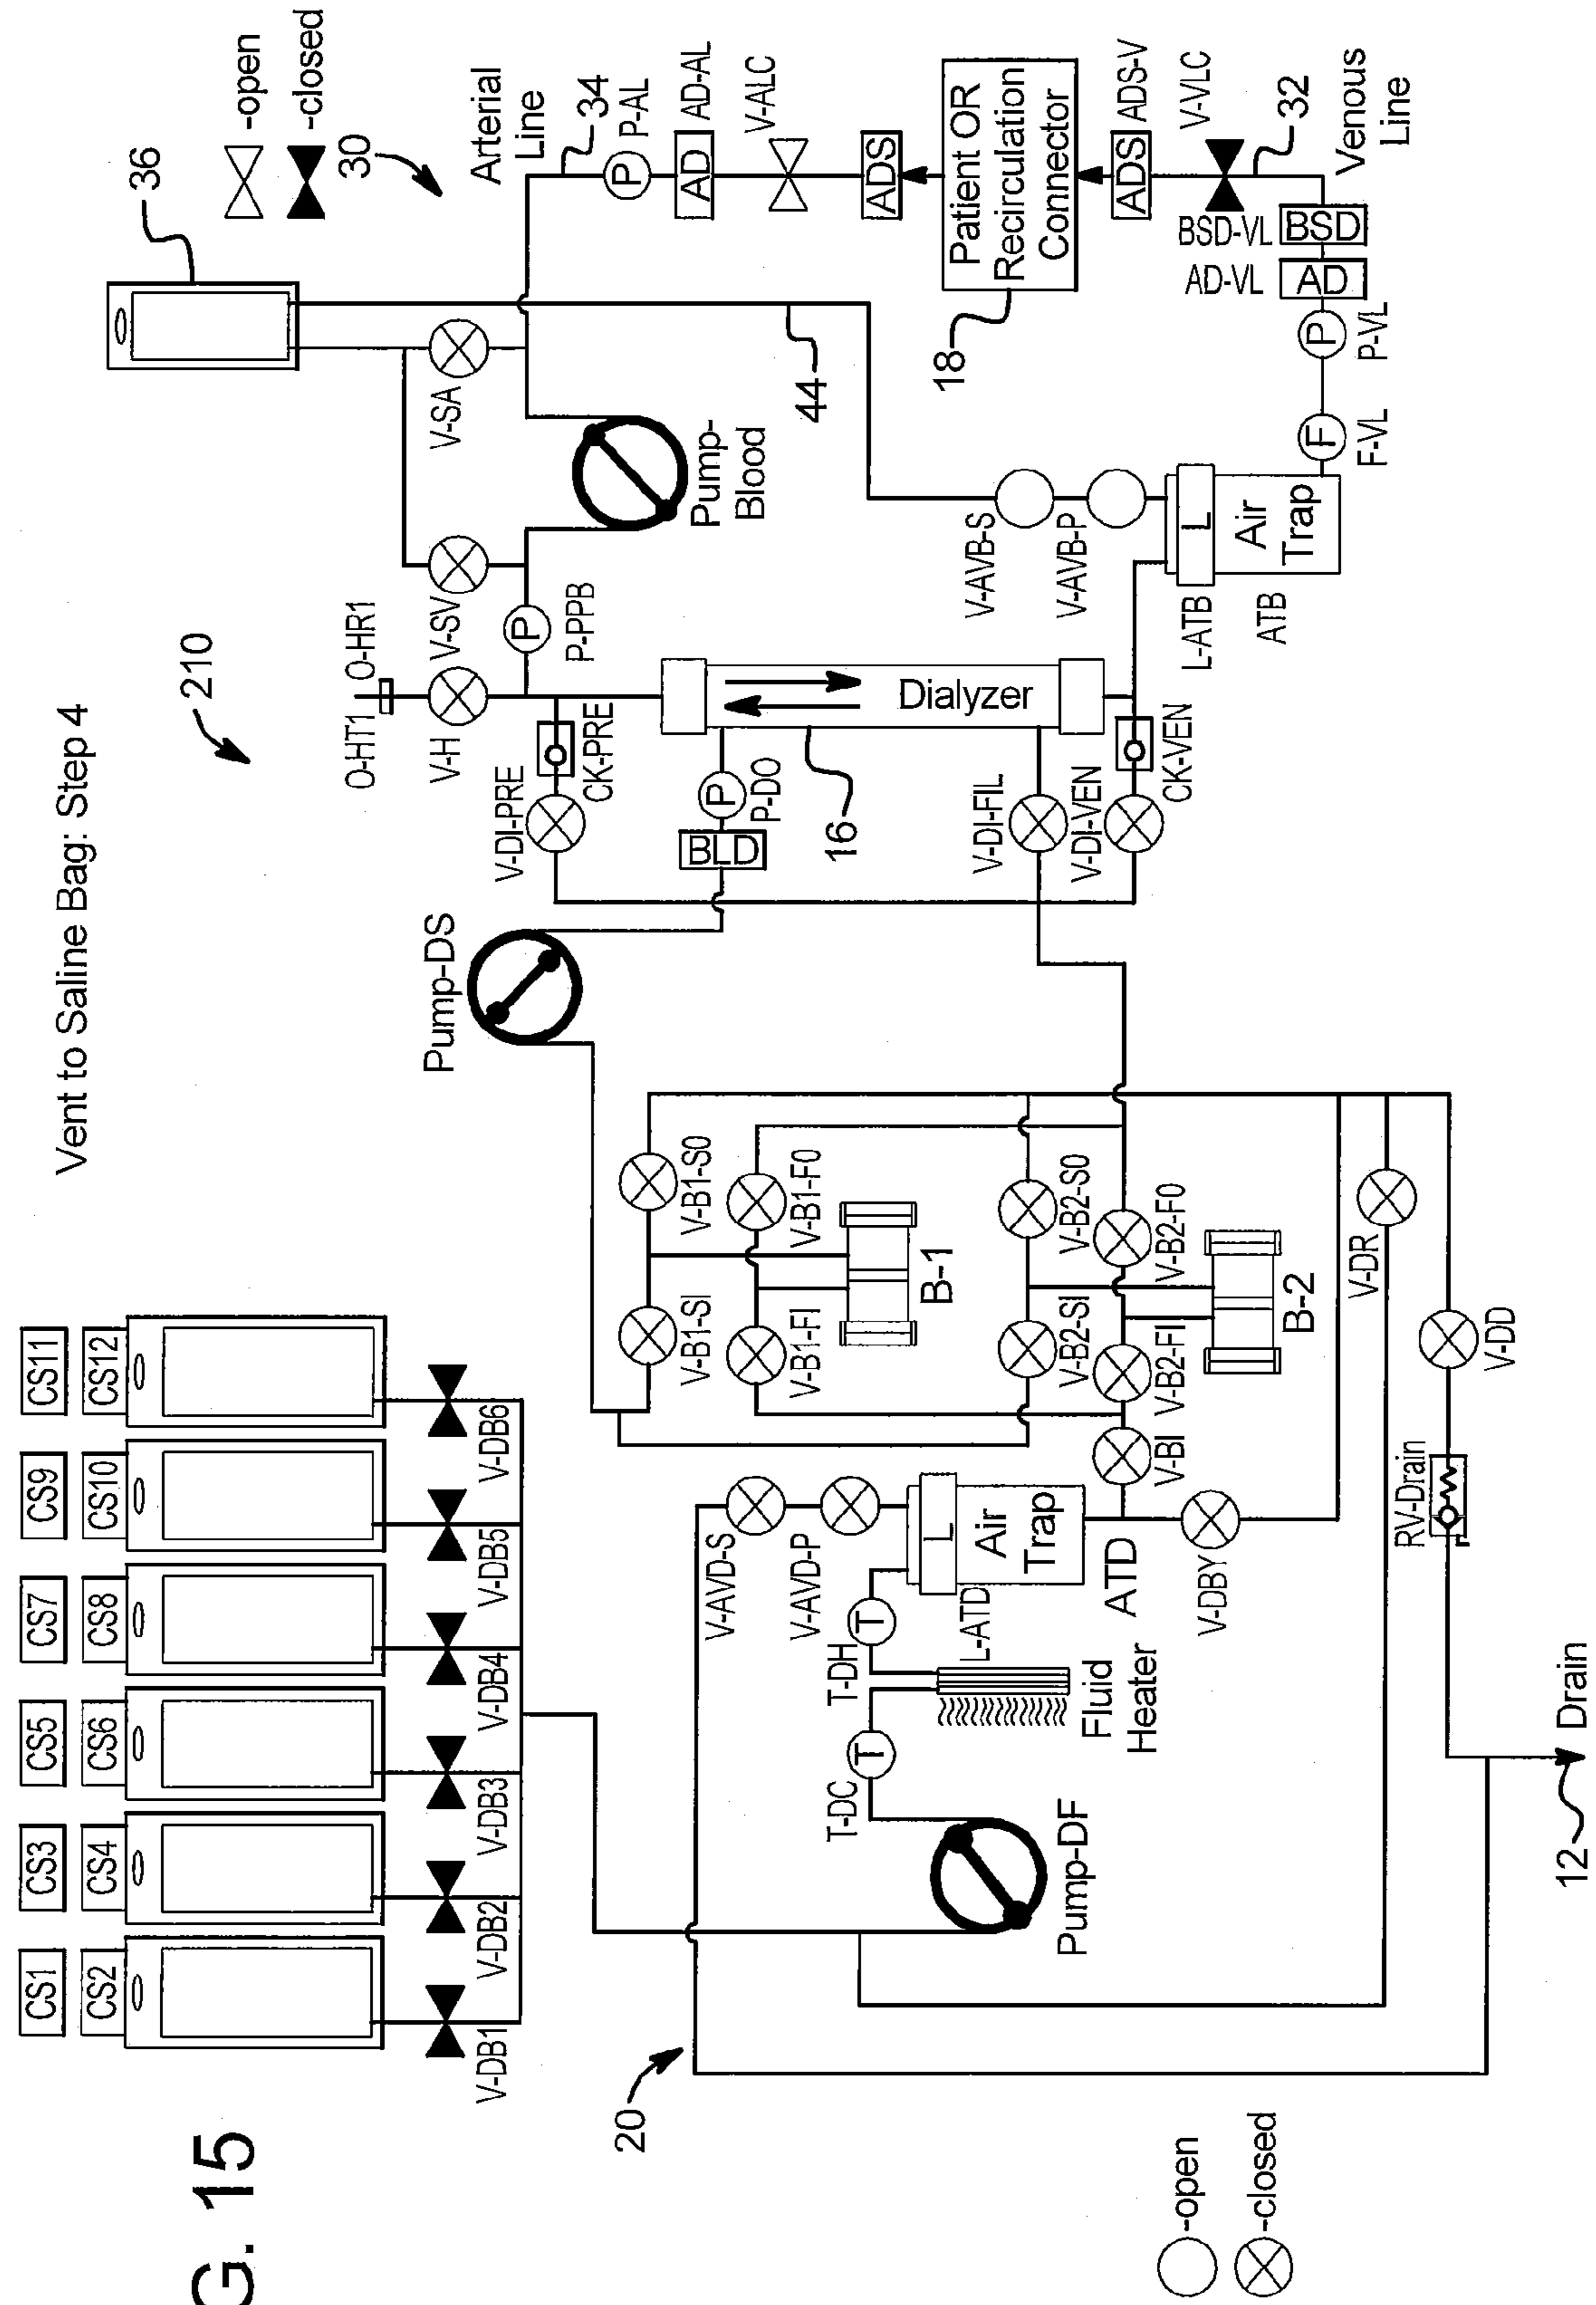 Vent to Saline Bag: Step 4
G. 15
210
36
-open
-closed
30
Arterial
Line
34
P-AL
P
AD-AL
AD
V-ALC
ADS
Patient OR
Recirculation
Connector
18
ADS-V
ADS
V-VLC
32
Venous
Line
BSD-VL
BSD
AD-VL
AD
P
P-VL
F
F-VL
V-SA
44
Pump-
Blood
V-SV
P
P-PPB
O-HT1
O-HR1
V-H
V-AVB-S
V-AVB-P
L
Air
Trap
L-ATB
ATB
V-DI-PRE
CK-PRE
Dialyzer
16
P
P-DO
BLD
V-DI-FIL
V-DI-VEN
CK-VEN
Pump-DS
CS1
CS2
CS3
CS4
CS5
CS6
CS7
CS8
CS9
CS10
CS11
CS12
V-DB1
V-DB2
V-DB3
V-DB4
V-DB5
V-DB6
V-B1-SI
V-B1-S0
V-B1-FI
V-B1-F0
B-1
V-B2-SI
V-B2-S0
V-B2-FI
V-B2-F0
B-2
V-BI
V-AVD-S
V-AVD-P
L
Air
Trap
L-ATD
ATD
T
T-DH
T
T-DC
Fluid
Heater
Pump-DF
V-DBY
V-DR
V-DD
RV-Drain
20
12
Drain
-open
-closed